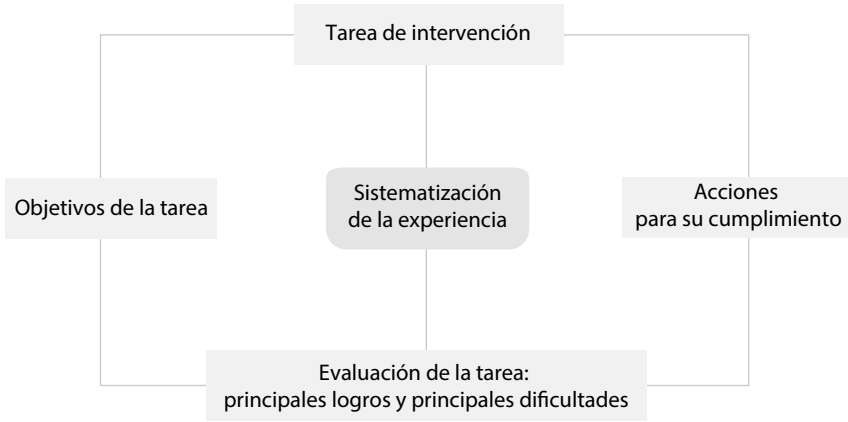 Tarea de intervención
Objetivos de la tarea
Sistematización
de la experiencia
Acciones
para su cumplimiento
Evaluación de la tarea:
principales logros y principales dificultades